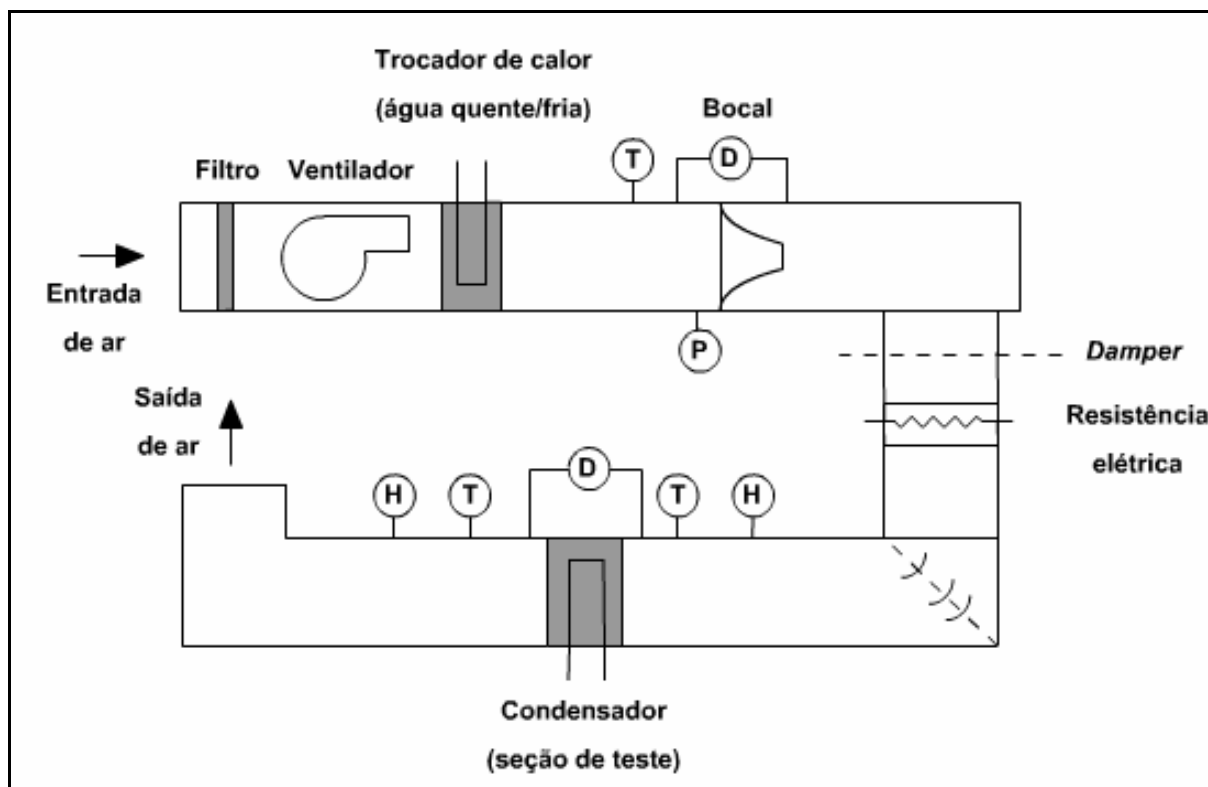 Trocador de calor
(água quente/fria)
Bocal
Filtro
Ventilador
T
D
Entrada
de ar
P
Damper
Saída
de ar
Resistência
elétrica
H
T
D
T
H
Condensador
(seção de teste)